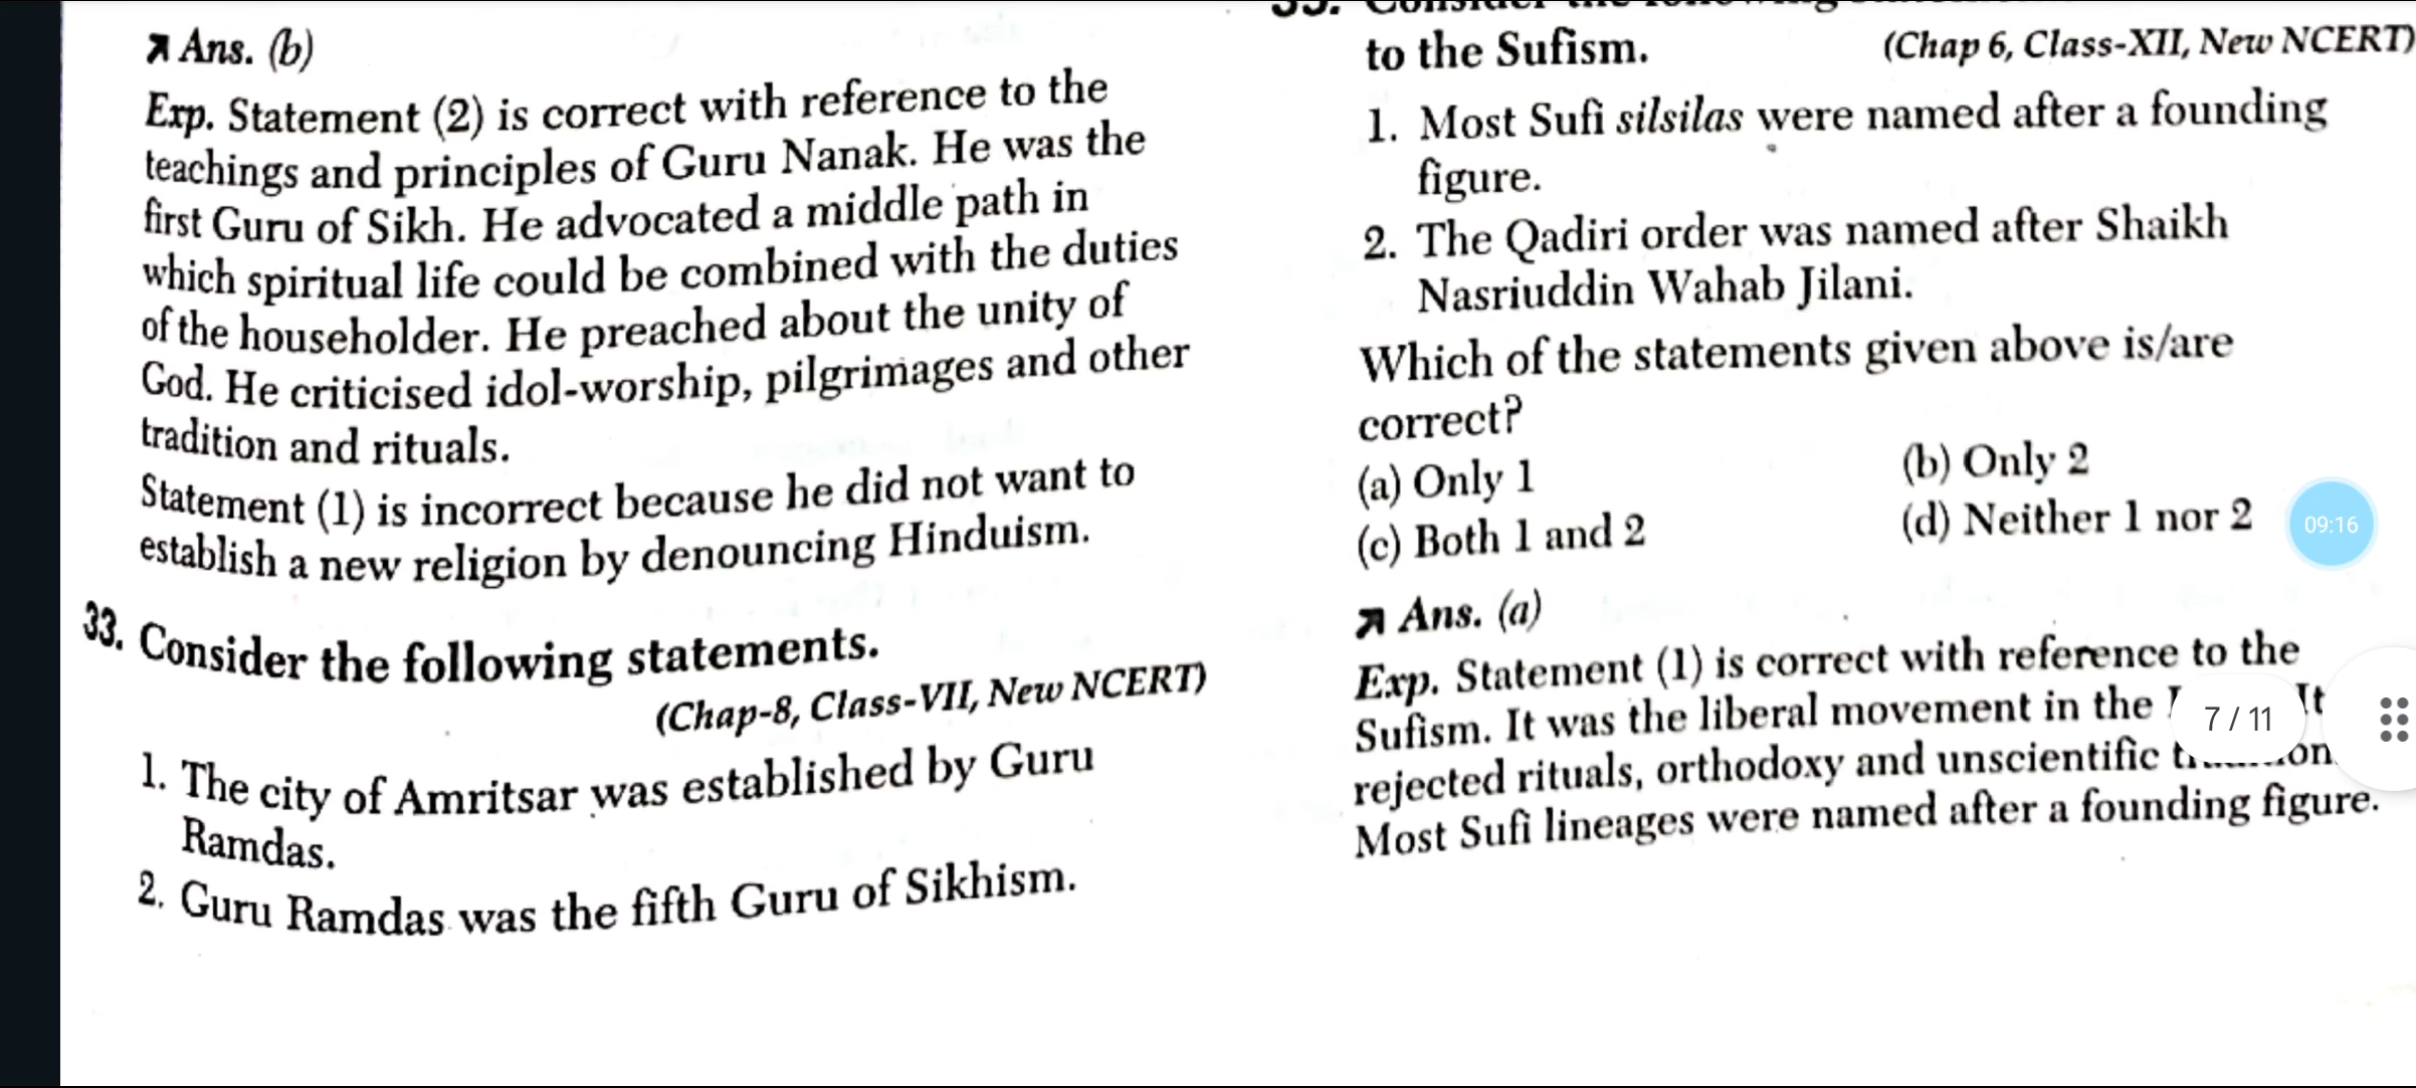 Ans. (b)
Exp. Statement (2) is correct with reference to the
teachings and principles of Guru Nanak. He was the
first Guru of Sikh. He advocated a middle path in
which spiritual life could be combined with the duties
of the householder. He preached about the unity of
God. He criticised idol-worship, pilgrimages and other
tradition and rituals.
Statement (1) is incorrect because he did not want to
establish a new religion by denouncing Hinduism.
33. Consider the following statements.
(Chap-8, Class-VII, New NCERT)
1. The city of Amritsar was established by Guru
Ramdas.
2. Guru Ramdas was the fifth Guru of Sikhism.
to the Sufism. (Chap 6, Class-XII, New NCERT)
1. Most Sufi silsilas were named after a founding
figure.
2. The Qadiri order was named after Shaikh
Nasriuddin Wahab Jilani.
Which of the statements given above is/are
correct?
(a) Only 1 (b) Only 2
(c) Both 1 and 2 (d) Neither 1 nor 2
09:16
Ans. (a)
Exp. Statement (1) is correct with reference to the
Sufism. It was the liberal movement in the It
7 / 11
rejected rituals, orthodoxy and unscientific
Most Sufi lineages were named after a founding figure.